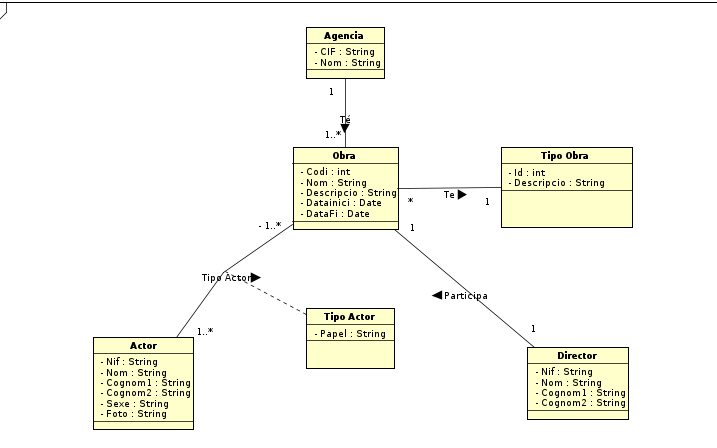 Agencia
- CIF : String
- Nom : String
1
Té
1..*
Obra
- Codi : int
- Nom : String
- Descripcio : String
- Datainici : Date
- DataFi : Date
Tipo Obra
- Id : int
- Descripcio : String
*
Te
1
- 1..*
1
Tipo Actor
Participa
1..*
1
Tipo Actor
- Papel : String
Actor
- Nif : String
- Nom : String
- Cognom1 : String
- Cognom2 : String
- Sexe : String
- Foto : String
Director
- Nif : String
- Nom : String
- Cognom1 : String
- Cognom2 : String